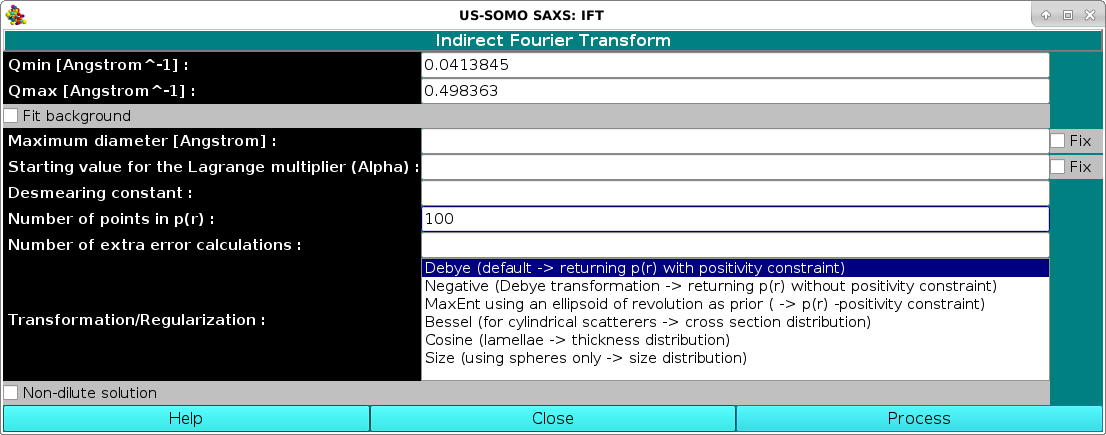 US-SOMO SAXS: IFT
Indirect Fourier Transform
Qmin [Angstrom^-1] : 0.0413845
Qmax [Angstrom^-1] : 0.498363
Fit background
Maximum diameter [Angstrom] : Fix
Starting value for the Lagrange multiplier (Alpha) : Fix
Desmearing constant :
Number of points in p(r) : 100
Number of extra error calculations :
Transformation/Regularization :
Debye (default -> returning p(r) with positivity constraint)
Negative (Debye transformation -> returning p(r) without positivity constraint)
MaxEnt using an ellipsoid of revolution as prior ( -> p(r) -positivity constraint)
Bessel (for cylindrical scatterers -> cross section distribution)
Cosine (lamellae -> thickness distribution)
Size (using spheres only -> size distribution)
Non-dilute solution
Help Close Process